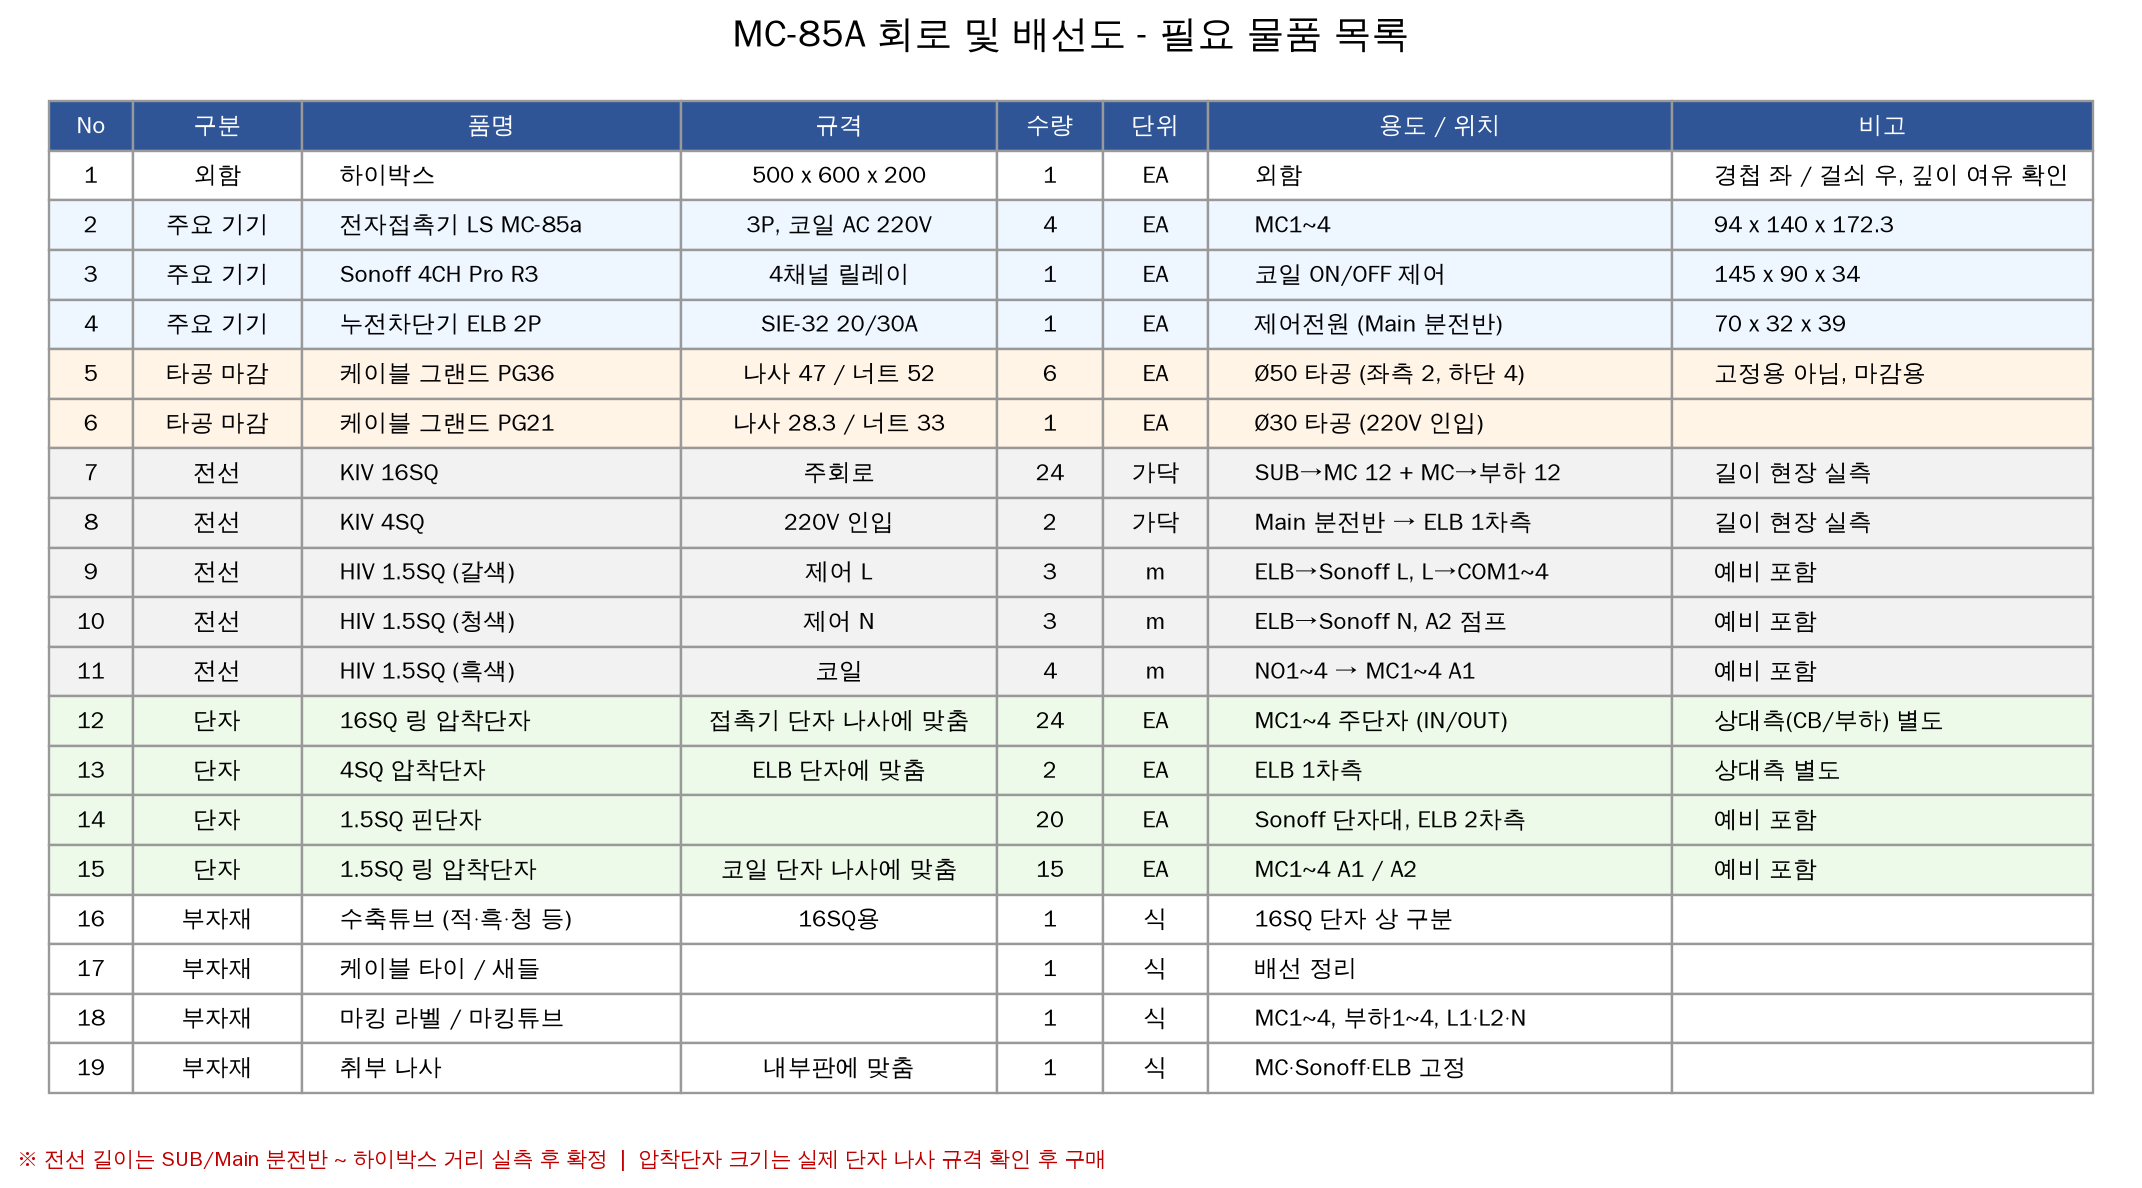 MC-85A 회로 및 배선도 - 필요 물품 목록
No 구분 품명 규격 수량 단위 용도 / 위치 비고
1 외함 하이박스 500 x 600 x 200 1 EA 외함 경첩 좌 / 걸쇠 우, 깊이 여유 확인
2 주요 기기 전자접촉기 LS MC-85a 3P, 코일 AC 220V 4 EA MC1~4 94 x 140 x 172.3
3 주요 기기 Sonoff 4CH Pro R3 4채널 릴레이 1 EA 코일 ON/OFF 제어 145 x 90 x 34
4 주요 기기 누전차단기 ELB 2P SIE-32 20/30A 1 EA 제어전원 (Main 분전반) 70 x 32 x 39
5 타공 마감 케이블 그랜드 PG36 나사 47 / 너트 52 6 EA Ø50 타공 (좌측 2, 하단 4) 고정용 아님, 마감용
6 타공 마감 케이블 그랜드 PG21 나사 28.3 / 너트 33 1 EA Ø30 타공 (220V 인입)
7 전선 KIV 16SQ 주회로 24 가닥 SUB→MC 12 + MC→부하 12 길이 현장 실측
8 전선 KIV 4SQ 220V 인입 2 가닥 Main 분전반 → ELB 1차측 길이 현장 실측
9 전선 HIV 1.5SQ (갈색) 제어 L 3 m ELB→Sonoff L, L→COM1~4 예비 포함
10 전선 HIV 1.5SQ (청색) 제어 N 3 m ELB→Sonoff N, A2 점프 예비 포함
11 전선 HIV 1.5SQ (흑색) 코일 4 m NO1~4 → MC1~4 A1 예비 포함
12 단자 16SQ 링 압착단자 접촉기 단자 나사에 맞춤 24 EA MC1~4 주단자 (IN/OUT) 상대측(CB/부하) 별도
13 단자 4SQ 압착단자 ELB 단자에 맞춤 2 EA ELB 1차측 상대측 별도
14 단자 1.5SQ 핀단자 20 EA Sonoff 단자대, ELB 2차측 예비 포함
15 단자 1.5SQ 링 압착단자 코일 단자 나사에 맞춤 15 EA MC1~4 A1 / A2 예비 포함
16 부자재 수축튜브 (적·흑·청 등) 16SQ용 1 식 16SQ 단자 상 구분
17 부자재 케이블 타이 / 새들 1 식 배선 정리
18 부자재 마킹 라벨 / 마킹튜브 1 식 MC1~4, 부하1~4, L1·L2·N
19 부자재 취부 나사 내부판에 맞춤 1 식 MC·Sonoff·ELB 고정
※ 전선 길이는 SUB/Main 분전반 ~ 하이박스 거리 실측 후 확정 | 압착단자 크기는 실제 단자 나사 규격 확인 후 구매